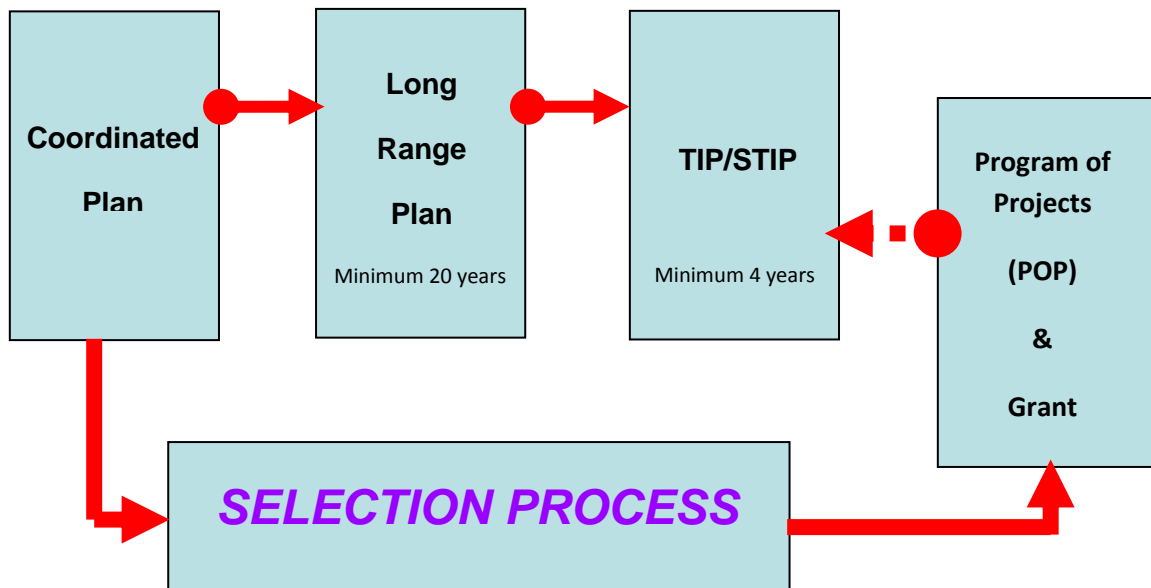 Coordinated
Plan
Long
Range
Plan
Minimum 20 years
TIP/STIP
Minimum 4 years
Program of
Projects
(POP)
&
Grant
SELECTION PROCESS